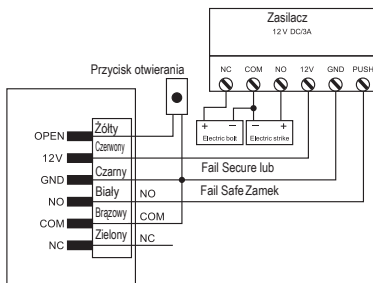 Zasilacz
12 V DC/3A
NC COM NO 12V GND PUSH
Przycisk otwierania
+ − − +
Electric bolt Electric strike
OPEN Żółty
12V Czerwony
GND Czarny
Fail Secure lub
NO Biały NO
Fail Safe Zamek
COM Brązowy COM
NC Zielony NC